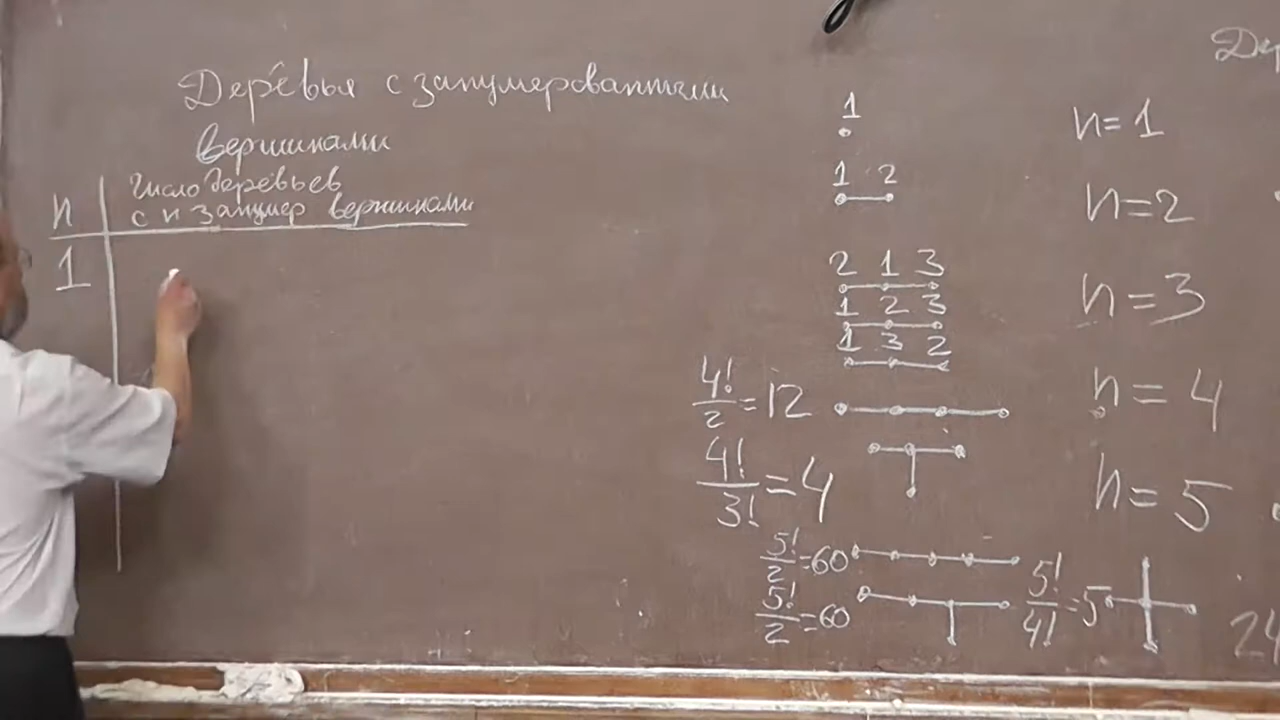 Деревья с занумерованными
вершинами
n Число деревьев
с n занумер вершинами
1
1
n=1
1 2
n=2
2 1 3
1 2 3
1 3 2
n=3
4!/2=12
4!/3!=4
n=4
n=5
5!/2=60
5!/2=60
5!/4!=5
Де
24